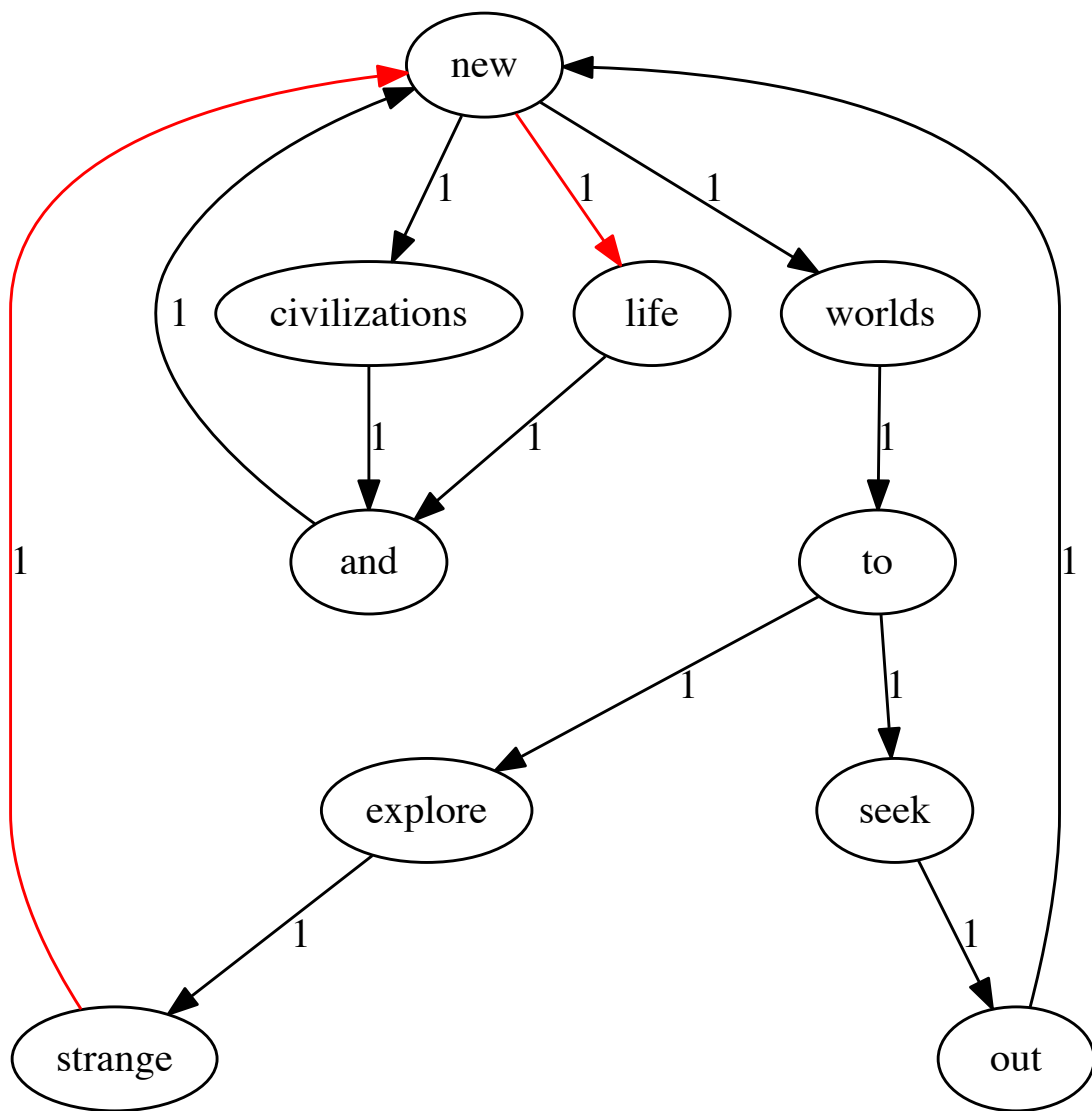 new
1 1 1
civilizations life worlds
1
1 1 1
and to
1 1
1 1
explore seek
1 1
strange out